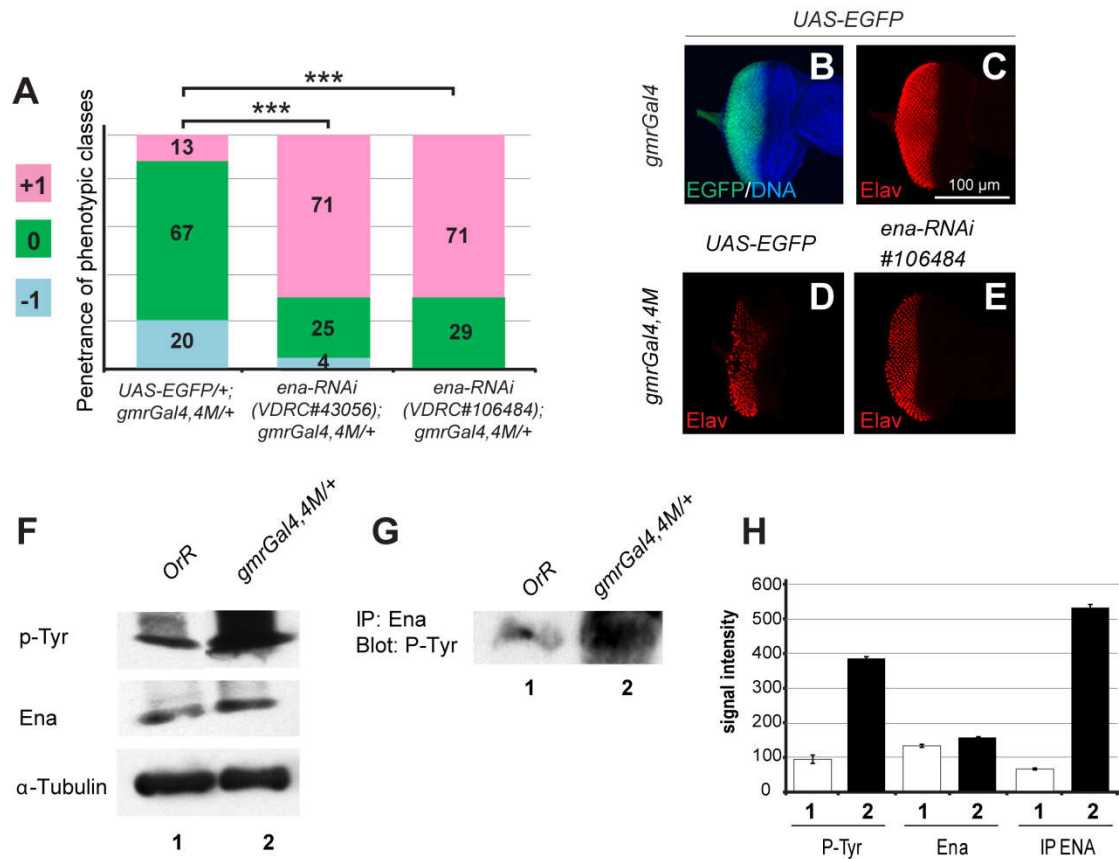 A
Penetrance of phenotypic classes
+1
0
-1
***
***
13
67
20
71
25
4
71
29
UAS-EGFP/+;
gmrGal4,4M/+
ena-RNAi
(VDRC#43056);
gmrGal4,4M/+
ena-RNAi
(VDRC#106484);
gmrGal4,4M/+
UAS-EGFP
gmrGal4
B
EGFP/DNA
C
Elav
100 µm
UAS-EGFP
ena-RNAi
#106484
gmrGal4,4M
D
Elav
E
Elav
F
OrR
gmrGal4,4M/+
p-Tyr
Ena
α-Tubulin
1 2
G
OrR
gmrGal4,4M/+
IP: Ena
Blot: P-Tyr
1 2
H
signal intensity
600
500
400
300
200
100
0
1 2 1 2 1 2
P-Tyr Ena IP ENA